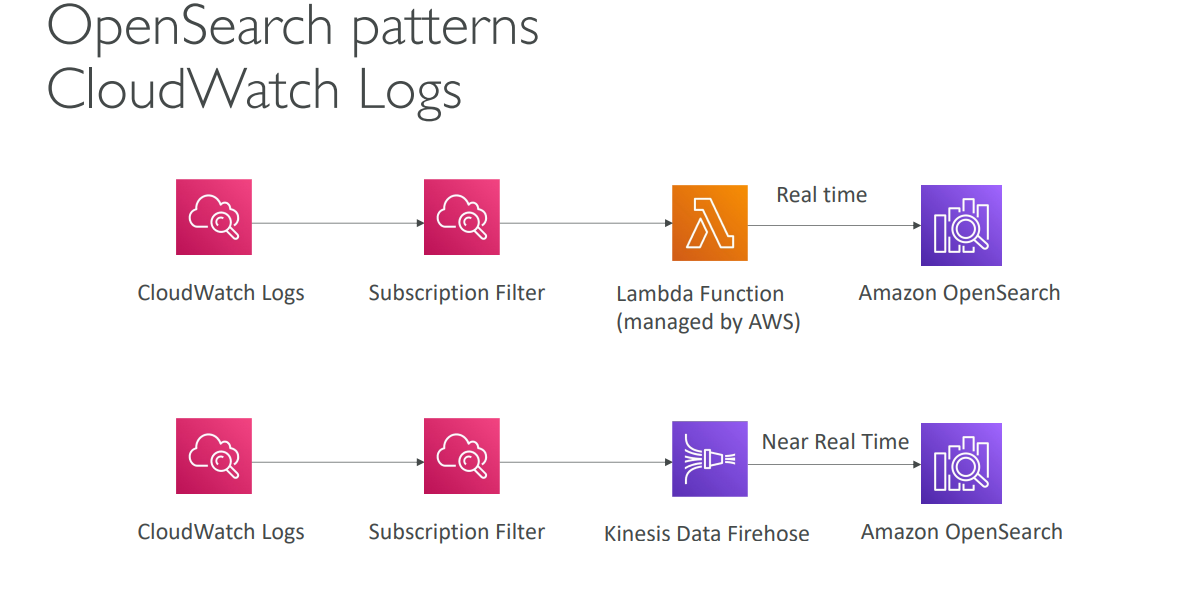 OpenSearch patterns
CloudWatch Logs
Real time
CloudWatch Logs
Subscription Filter
Lambda Function
(managed by AWS)
Amazon OpenSearch
Near Real Time
CloudWatch Logs
Subscription Filter
Kinesis Data Firehose
Amazon OpenSearch